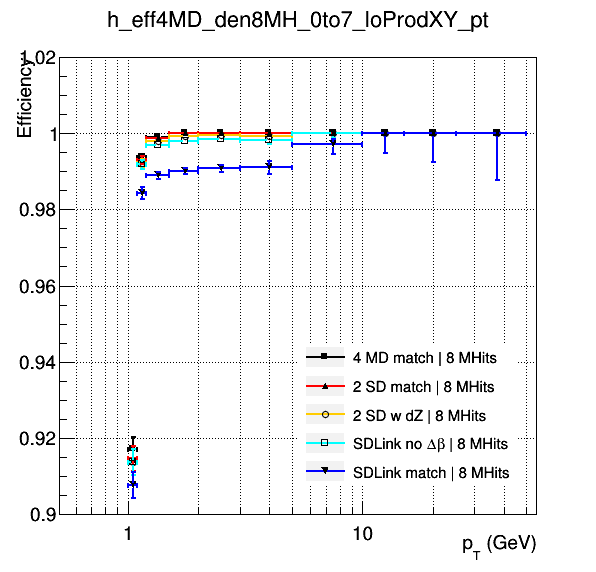 h_eff4MD_den8MH_0to7_loProdXY_pt
Efficiency
1.02
1
0.98
0.96
0.94
0.92
0.9
4 MD match | 8 MHits
2 SD match | 8 MHits
2 SD w dZ | 8 MHits
SDLink no Δβ | 8 MHits
SDLink match | 8 MHits
1
10
p_T (GeV)